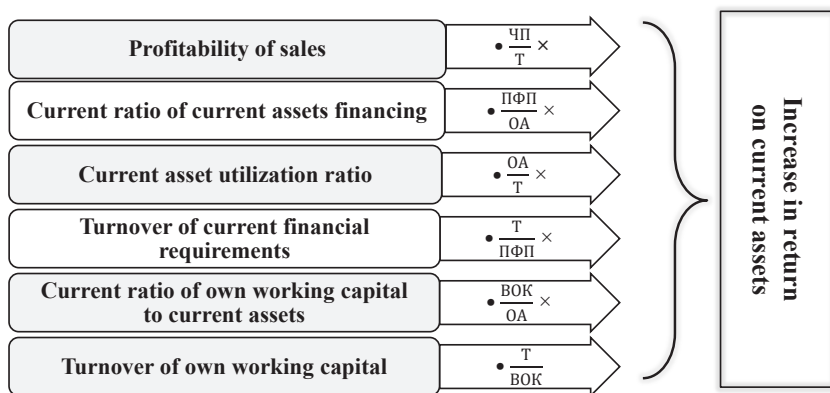 Profitability of sales
• ЧП/Т ×
Current ratio of current assets financing
• ПФП/ОА ×
Current asset utilization ratio
• ОА/Т ×
Turnover of current financial
requirements
• Т/ПФП ×
Current ratio of own working capital
to current assets
• ВОК/ОА ×
Turnover of own working capital
• Т/ВОК
Increase in return
on current assets